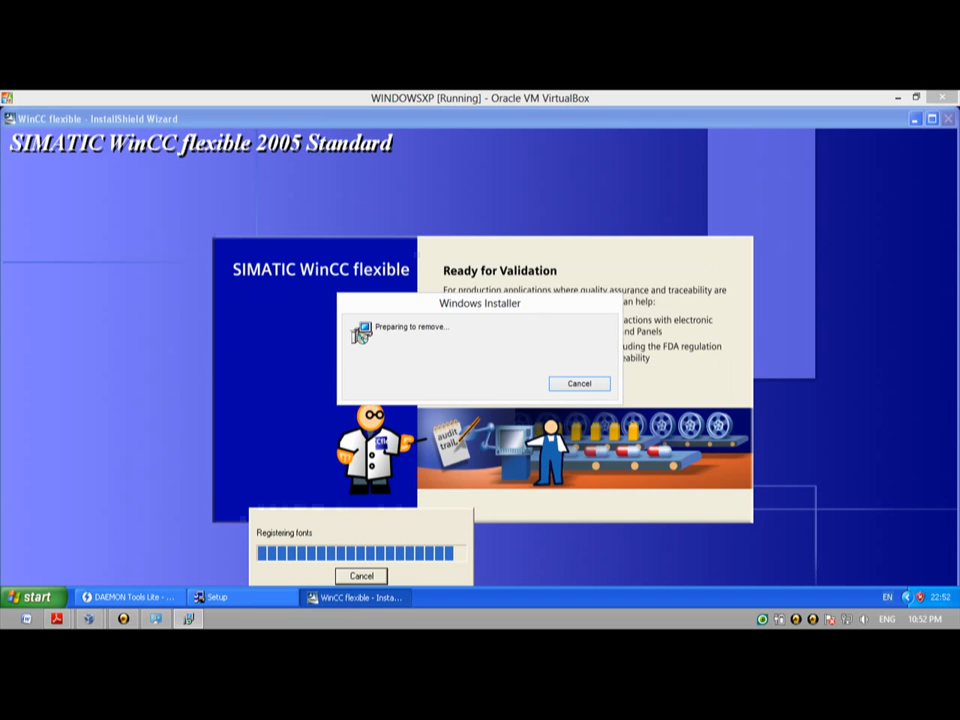 WINDOWSXP [Running] - Oracle VM VirtualBox
WinCC flexible - InstallShield Wizard
SIMATIC WinCC flexible 2005 Standard
SIMATIC WinCC flexible
Ready for Validation
For production applications where quality assurance and traceability are
an help:
actions with electronic
nd Panels
uding the FDA regulation
eability
Windows Installer
Preparing to remove...
Cancel
audit
trail
Registering fonts
Cancel
start
DAEMON Tools Lite - ...
Setup
WinCC flexible - Insta...
EN
22:52
ENG
10:52 PM